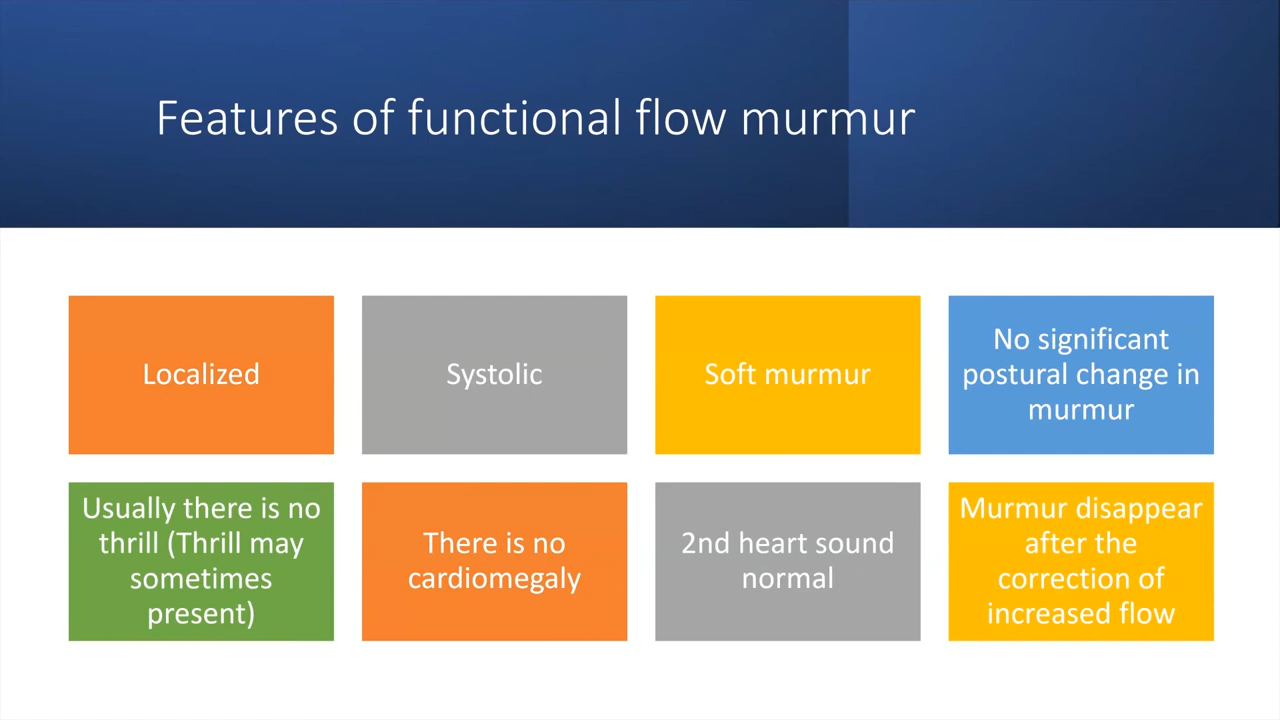 Features of functional flow murmur
Localized
Systolic
Soft murmur
No significant
postural change in
murmur
Usually there is no
thrill (Thrill may
sometimes
present)
There is no
cardiomegaly
2nd heart sound
normal
Murmur disappear
after the
correction of
increased flow